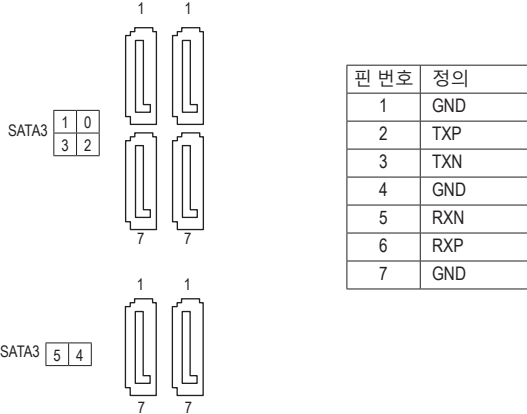 1 1
SATA3 1 0
3 2
7 7
1 1
SATA3 5 4
7 7
핀 번호 정의
1 GND
2 TXP
3 TXN
4 GND
5 RXN
6 RXP
7 GND